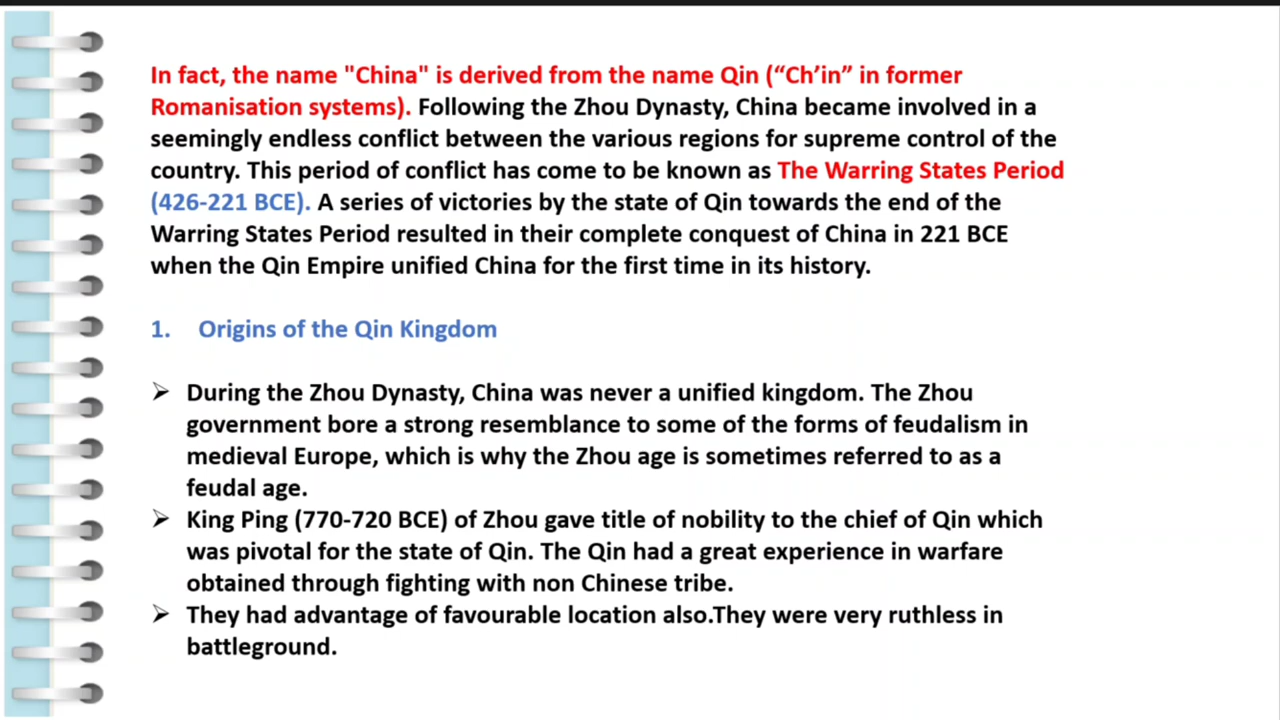 In fact, the name "China" is derived from the name Qin (“Ch’in” in former
Romanisation systems). Following the Zhou Dynasty, China became involved in a
seemingly endless conflict between the various regions for supreme control of the
country. This period of conflict has come to be known as The Warring States Period
(426-221 BCE). A series of victories by the state of Qin towards the end of the
Warring States Period resulted in their complete conquest of China in 221 BCE
when the Qin Empire unified China for the first time in its history.
1. Origins of the Qin Kingdom
➢ During the Zhou Dynasty, China was never a unified kingdom. The Zhou
government bore a strong resemblance to some of the forms of feudalism in
medieval Europe, which is why the Zhou age is sometimes referred to as a
feudal age.
➢ King Ping (770-720 BCE) of Zhou gave title of nobility to the chief of Qin which
was pivotal for the state of Qin. The Qin had a great experience in warfare
obtained through fighting with non Chinese tribe.
➢ They had advantage of favourable location also.They were very ruthless in
battleground.